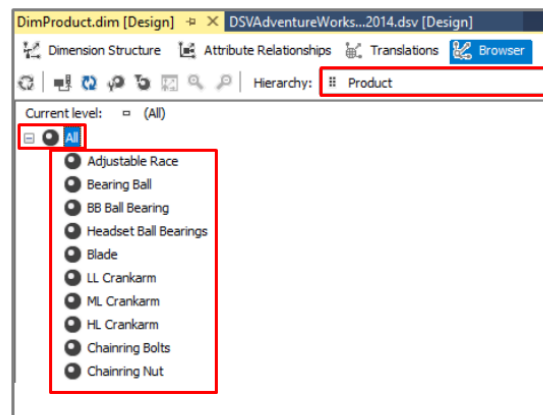 DimProduct.dim [Design] DSVAdventureWorks...2014.dsv [Design]
Dimension Structure Attribute Relationships Translations Browser
Hierarchy: Product
Current level: (All)
All
Adjustable Race
Bearing Ball
BB Ball Bearing
Headset Ball Bearings
Blade
LL Crankarm
ML Crankarm
HL Crankarm
Chainring Bolts
Chainring Nut